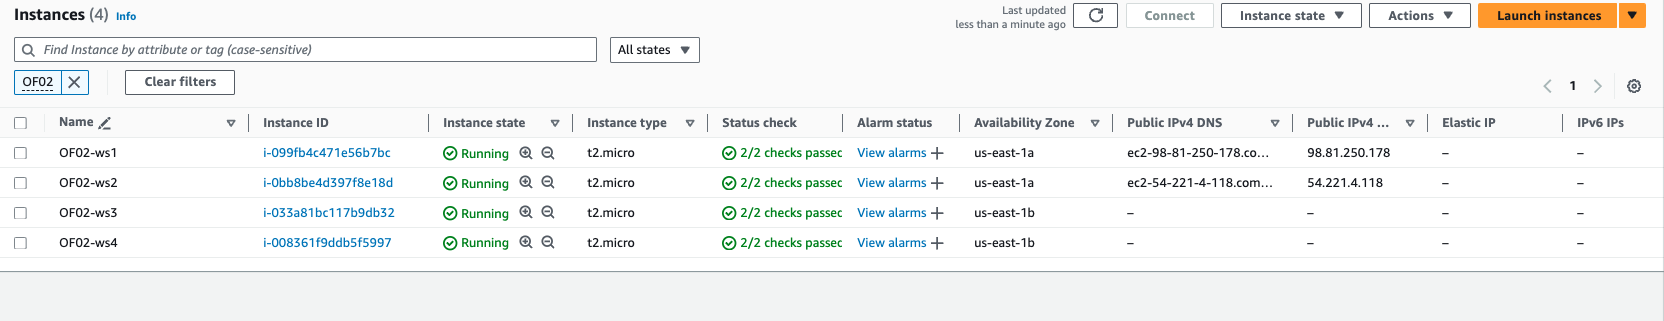 Instances (4) Info
Last updated
less than a minute ago
Connect
Instance state
Actions
Launch instances
Find Instance by attribute or tag (case-sensitive)
All states
OF02
Clear filters
1
Name Instance ID Instance state Instance type Status check Alarm status Availability Zone Public IPv4 DNS Public IPv4 ... Elastic IP IPv6 IPs
OF02-ws1 i-099fb4c471e56b7bc Running t2.micro 2/2 checks passec View alarms + us-east-1a ec2-98-81-250-178.co... 98.81.250.178 – –
OF02-ws2 i-0bb8be4d397f8e18d Running t2.micro 2/2 checks passec View alarms + us-east-1a ec2-54-221-4-118.com... 54.221.4.118 – –
OF02-ws3 i-033a81bc117b9db32 Running t2.micro 2/2 checks passec View alarms + us-east-1b – – – –
OF02-ws4 i-008361f9ddb5f5997 Running t2.micro 2/2 checks passec View alarms + us-east-1b – – – –